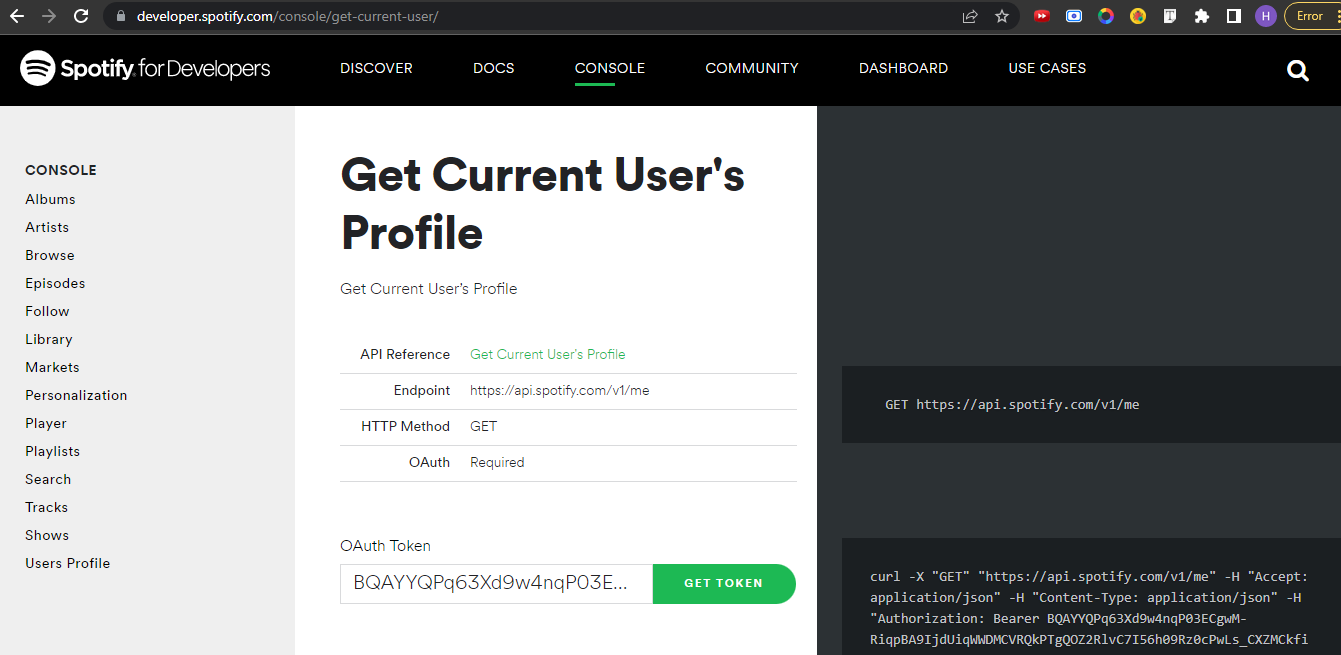 developer.spotify.com/console/get-current-user/
H
Error
Spotify for Developers
DISCOVER
DOCS
CONSOLE
COMMUNITY
DASHBOARD
USE CASES
CONSOLE
Albums
Artists
Browse
Episodes
Follow
Library
Markets
Personalization
Player
Playlists
Search
Tracks
Shows
Users Profile
Get Current User's
Profile
Get Current User's Profile
API Reference Get Current User's Profile
Endpoint https://api.spotify.com/v1/me
HTTP Method GET
OAuth Required
OAuth Token
BQAYYQPq63Xd9w4nqP03E...
GET TOKEN
GET https://api.spotify.com/v1/me
curl -X "GET" "https://api.spotify.com/v1/me" -H "Accept:
application/json" -H "Content-Type: application/json" -H
"Authorization: Bearer BQAYYQPq63Xd9w4nqP03ECgwM-
RiqpBA9IjdUiqWWDMCVRQkPTgQOZ2RlvC7I56h09Rz0cPwLs_CXZMCkfi